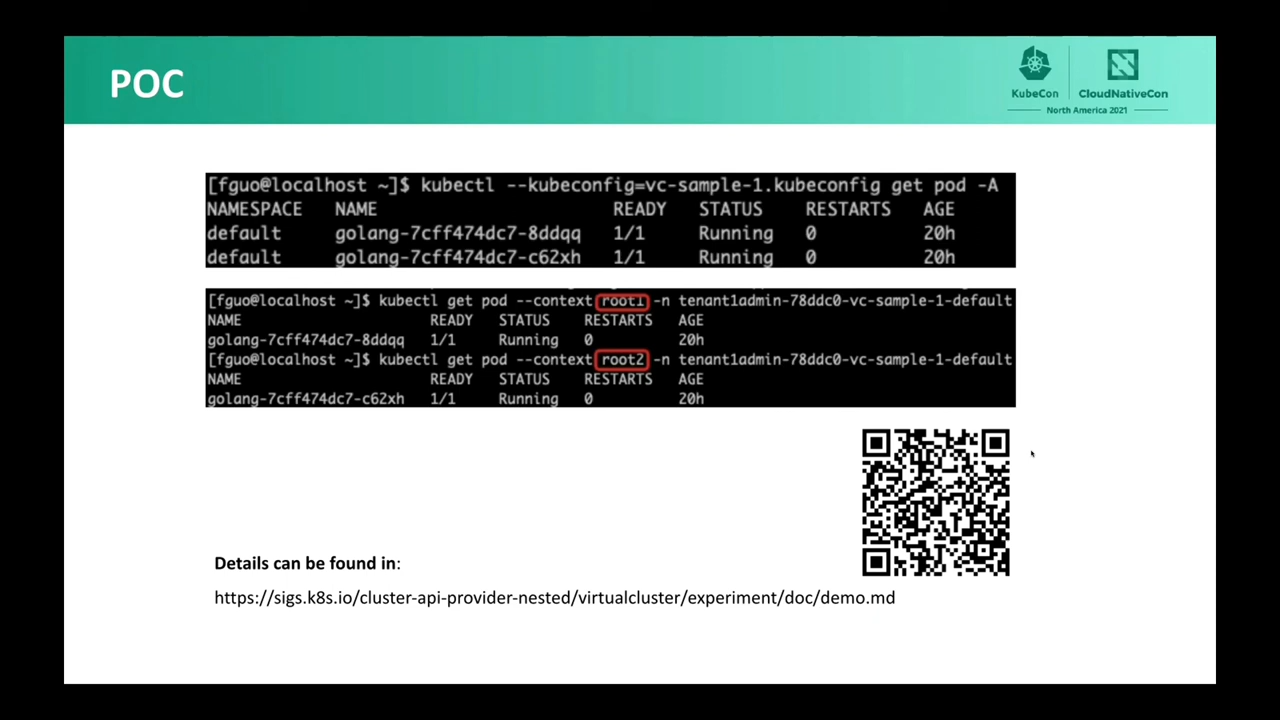 POC
KubeCon
CloudNativeCon
North America 2021
[fguo@localhost ~]$ kubectl --kubeconfig=vc-sample-1.kubeconfig get pod -A
NAMESPACE NAME READY STATUS RESTARTS AGE
default golang-7cff474dc7-8ddqq 1/1 Running 0 20h
default golang-7cff474dc7-c62xh 1/1 Running 0 20h
[fguo@localhost ~]$ kubectl get pod --context root1 -n tenant1admin-78ddc0-vc-sample-1-default
NAME READY STATUS RESTARTS AGE
golang-7cff474dc7-8ddqq 1/1 Running 0 20h
[fguo@localhost ~]$ kubectl get pod --context root2 -n tenant1admin-78ddc0-vc-sample-1-default
NAME READY STATUS RESTARTS AGE
golang-7cff474dc7-c62xh 1/1 Running 0 20h
Details can be found in:
https://sigs.k8s.io/cluster-api-provider-nested/virtualcluster/experiment/doc/demo.md